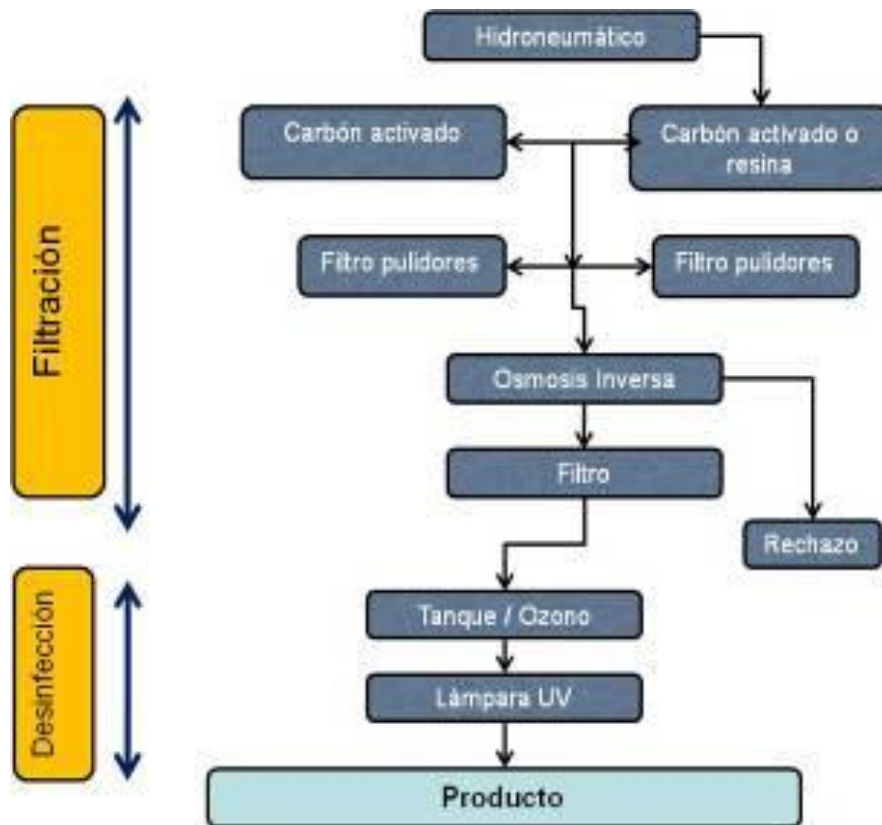 Hidroneumático
Carbón activado
Carbón activado o
resina
Filtración
Filtro pulidores
Filtro pulidores
Osmosis Inversa
Filtro
Rechazo
Desinfección
Tanque / Ozono
Lámpara UV
Producto